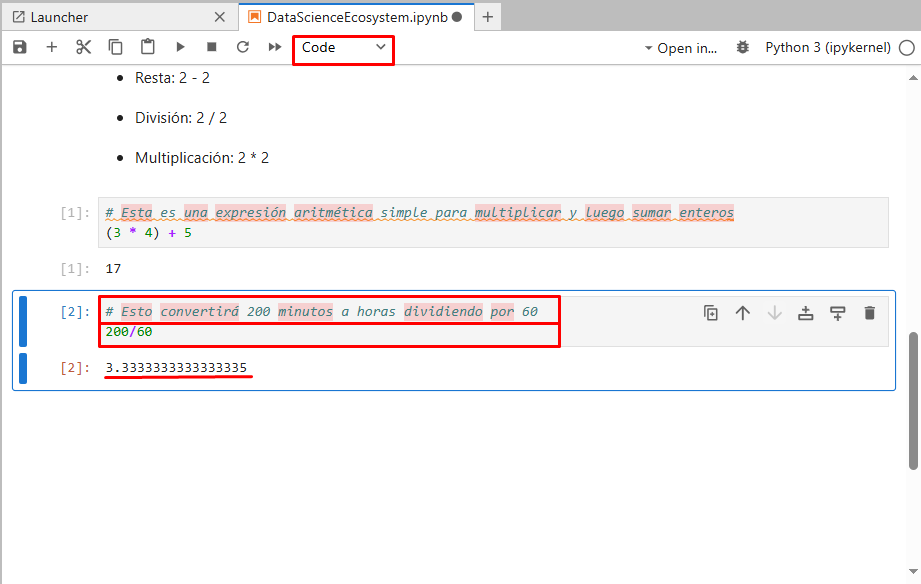 Launcher
DataScienceEcosystem.ipynb
Code
Open in...
Python 3 (ipykernel)
Resta: 2 - 2
División: 2 / 2
Multiplicación: 2 * 2
[1]: # Esta es una expresión aritmética simple para multiplicar y luego sumar enteros
(3 * 4) + 5
[1]: 17
[2]: # Esto convertirá 200 minutos a horas dividiendo por 60
200/60
[2]: 3.3333333333333335